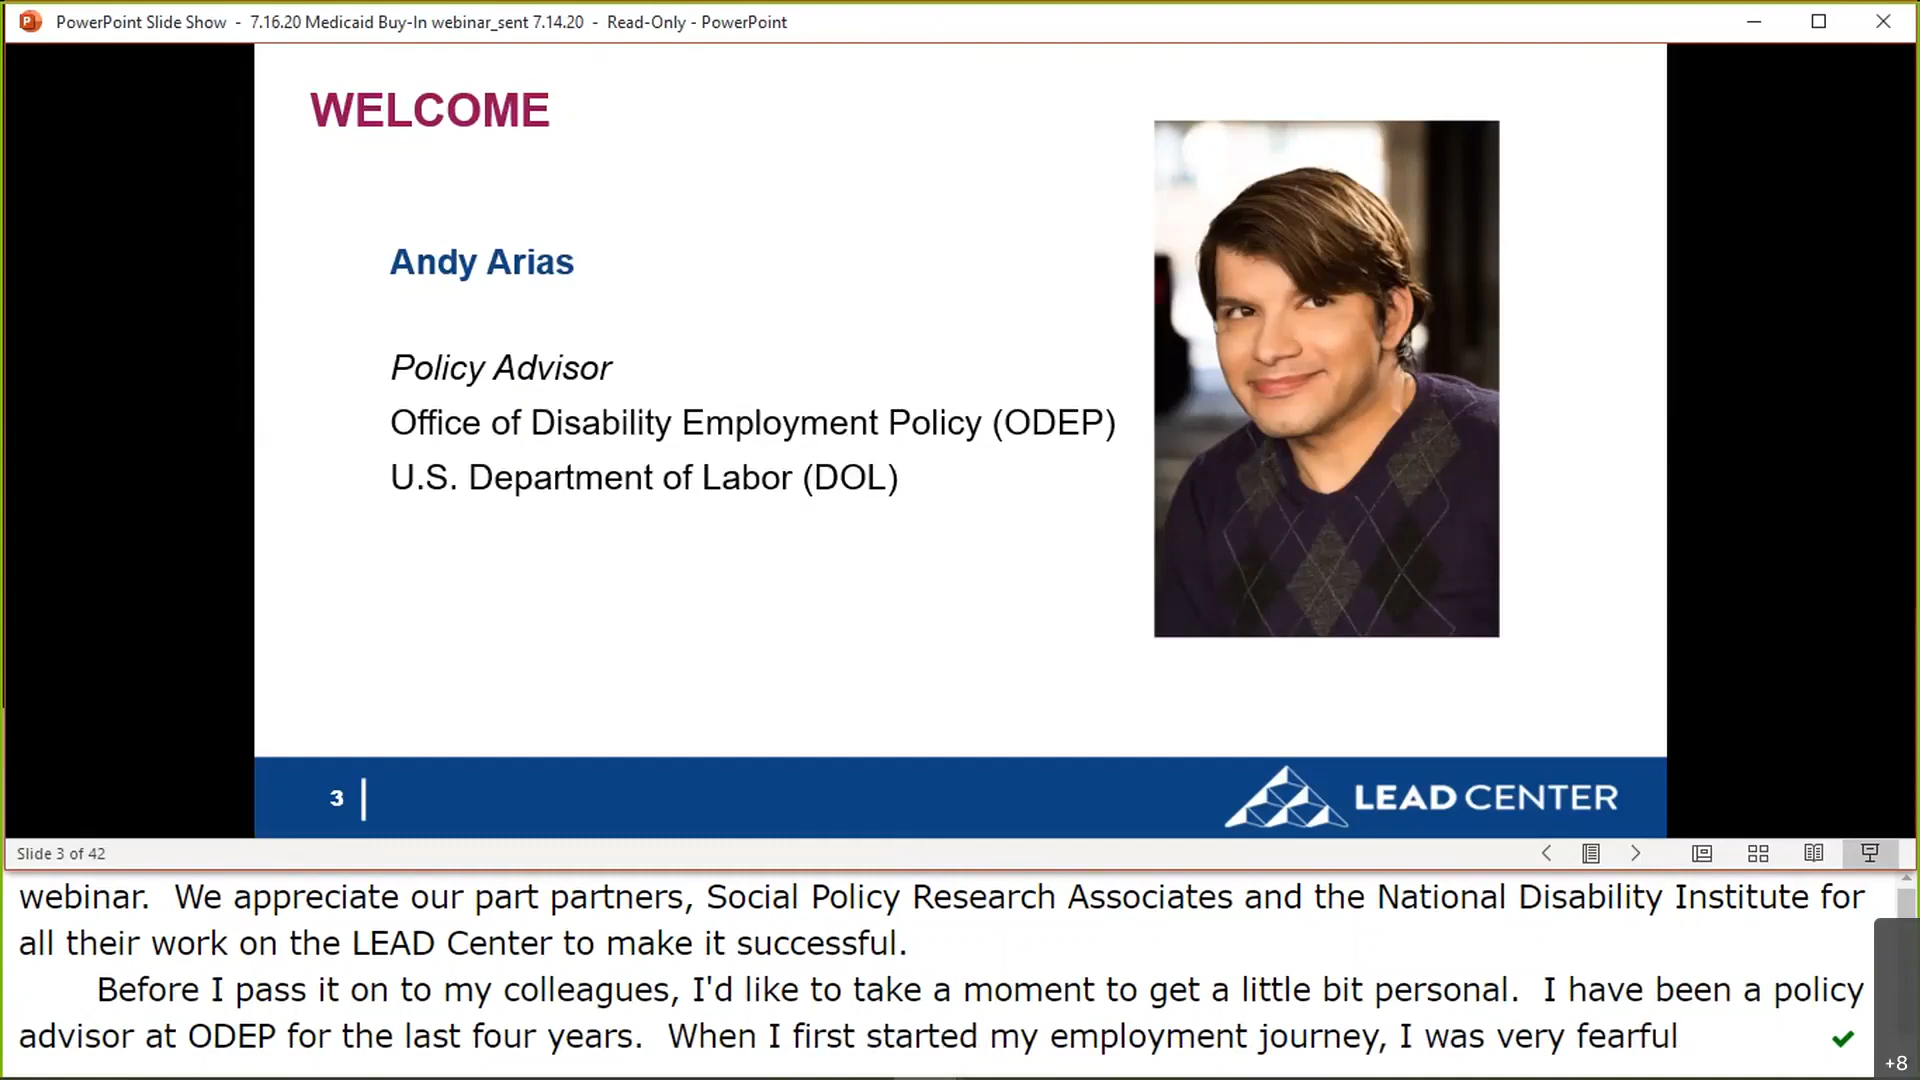 PowerPoint Slide Show - 7.16.20 Medicaid Buy-In webinar_sent 7.14.20 - Read-Only - PowerPoint
WELCOME
Andy Arias
Policy Advisor
Office of Disability Employment Policy (ODEP)
U.S. Department of Labor (DOL)
3
LEAD CENTER
Slide 3 of 42
webinar. We appreciate our part partners, Social Policy Research Associates and the National Disability Institute for
all their work on the LEAD Center to make it successful.
Before I pass it on to my colleagues, I'd like to take a moment to get a little bit personal. I have been a policy
advisor at ODEP for the last four years. When I first started my employment journey, I was very fearful
+8